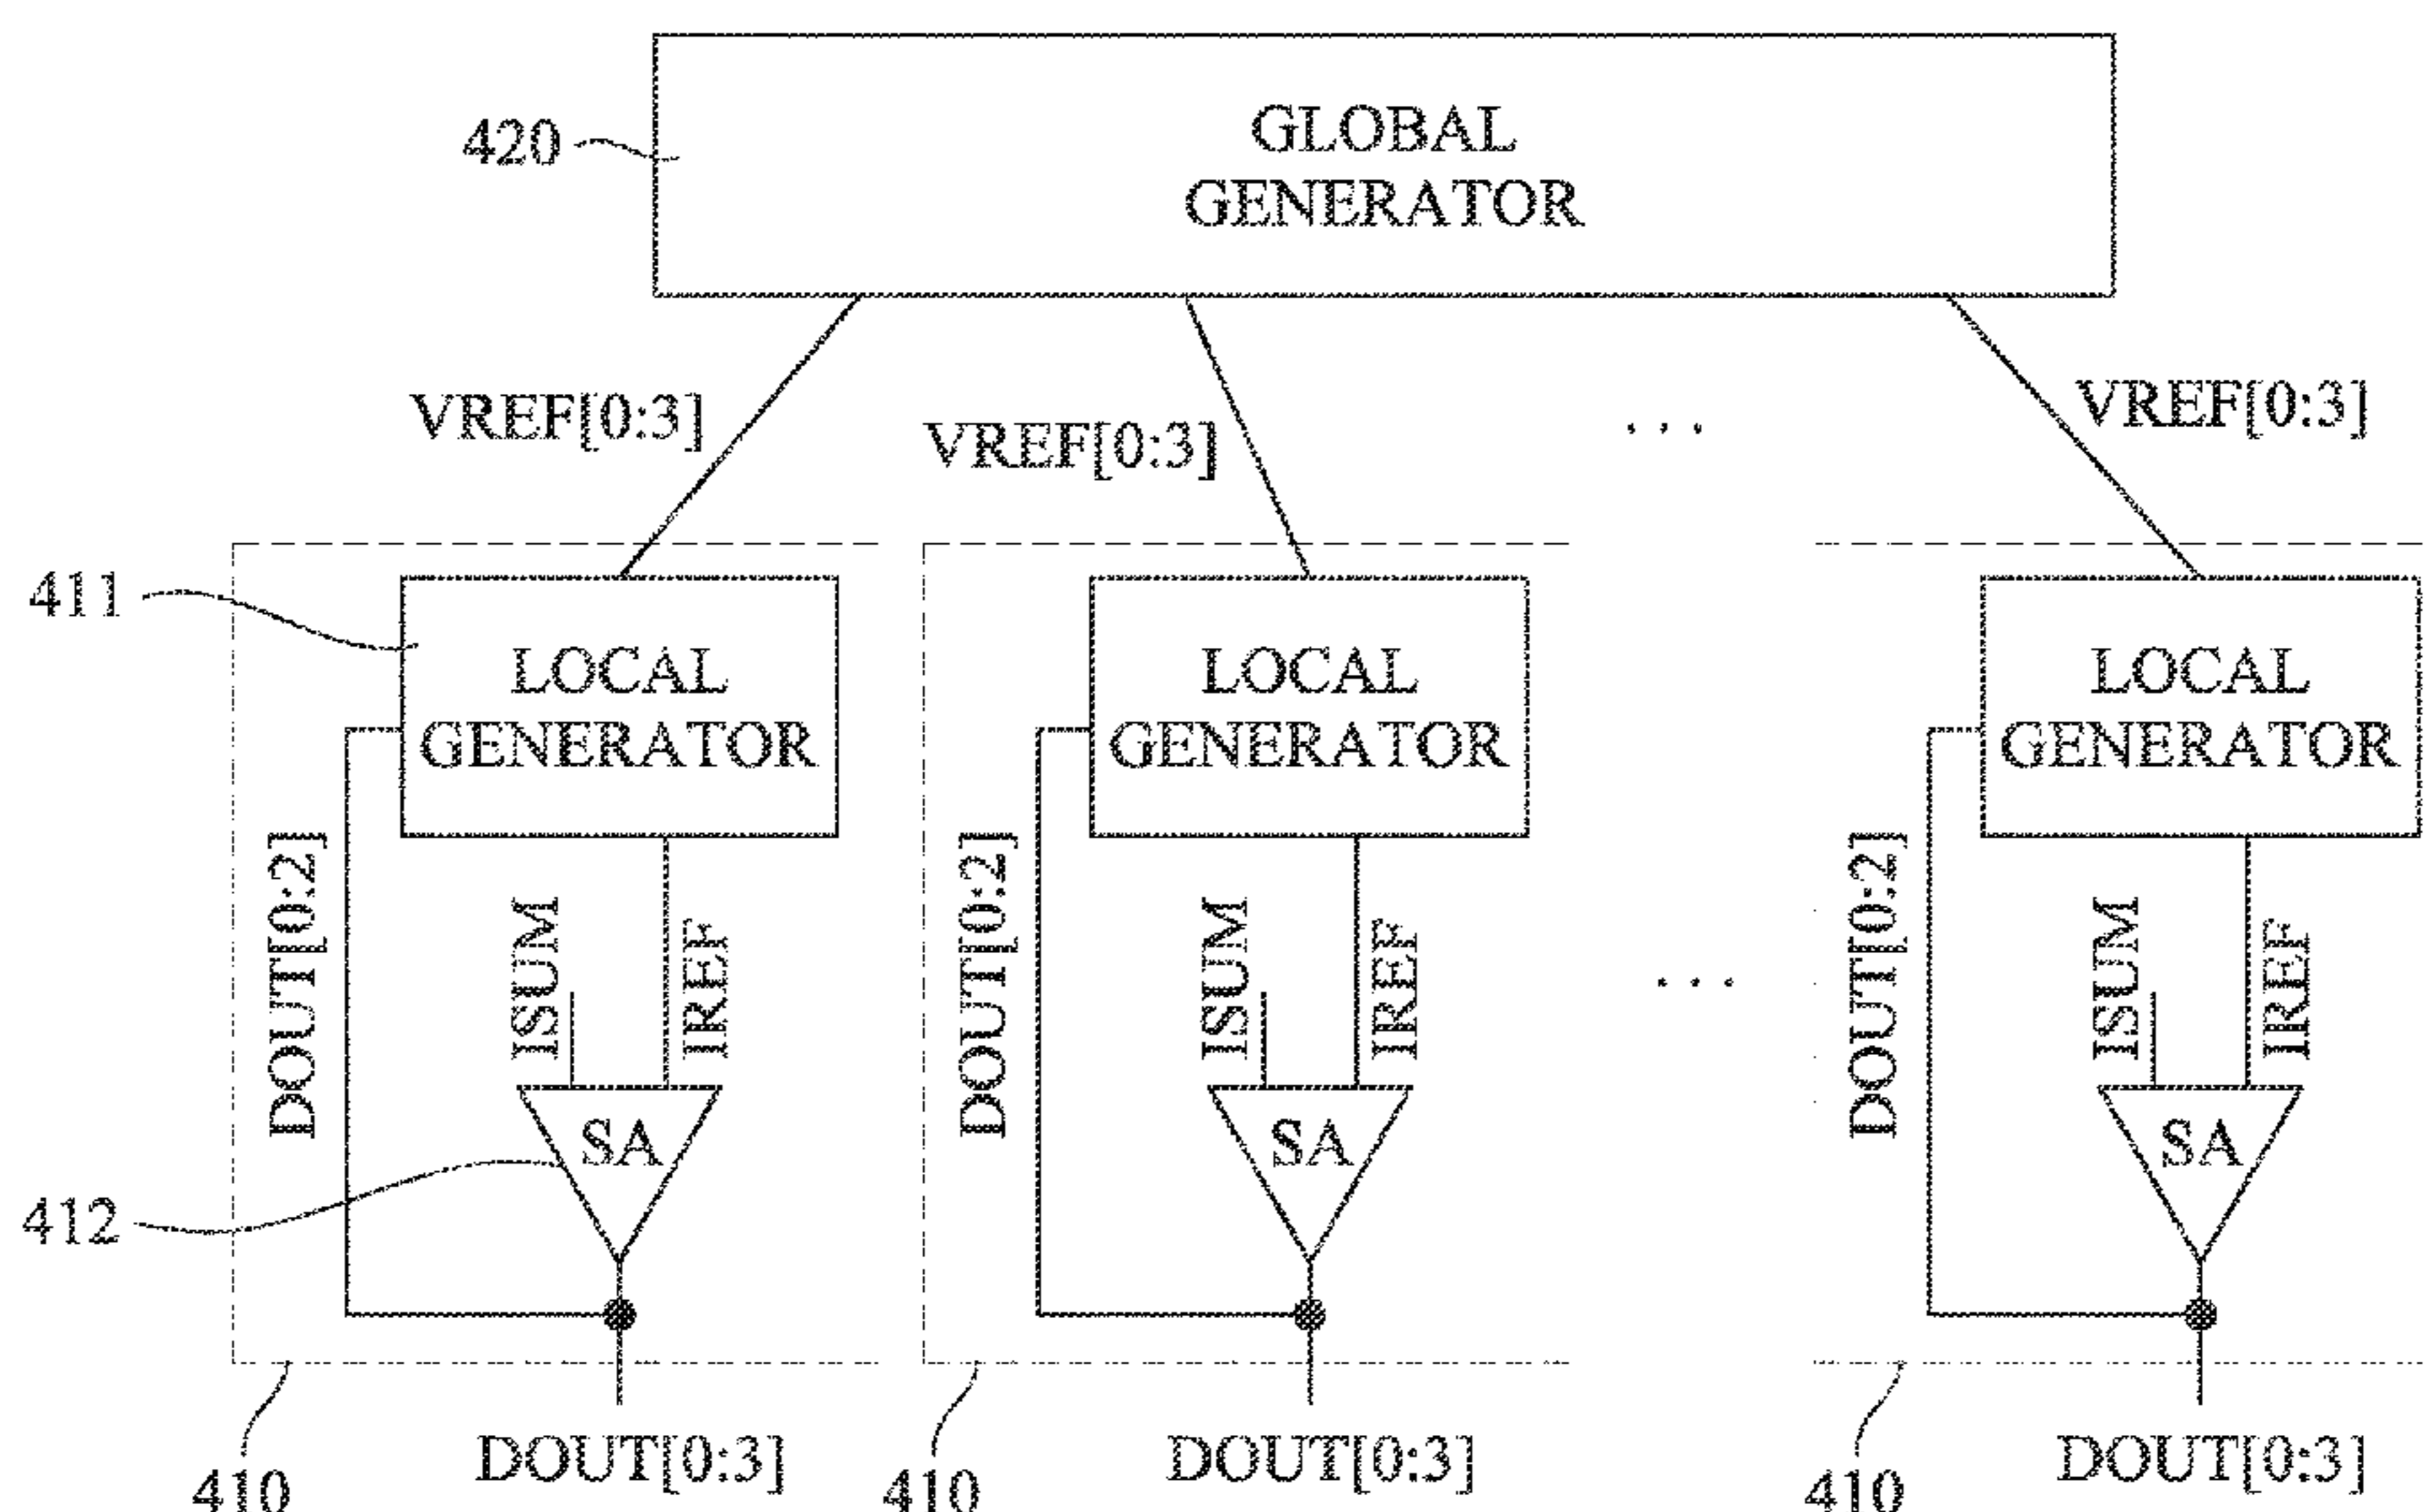 GLOBAL
GENERATOR
420
VREF[0:3]
VREF[0:3]
. . .
VREF[0:3]
411
LOCAL
GENERATOR
LOCAL
GENERATOR
LOCAL
GENERATOR
DOUT[0:2]
ISUM
IREF
DOUT[0:2]
ISUM
IREF
. . .
DOUT[0:2]
ISUM
IREF
SA
SA
SA
412
410
DOUT[0:3]
410
DOUT[0:3]
410
DOUT[0:3]